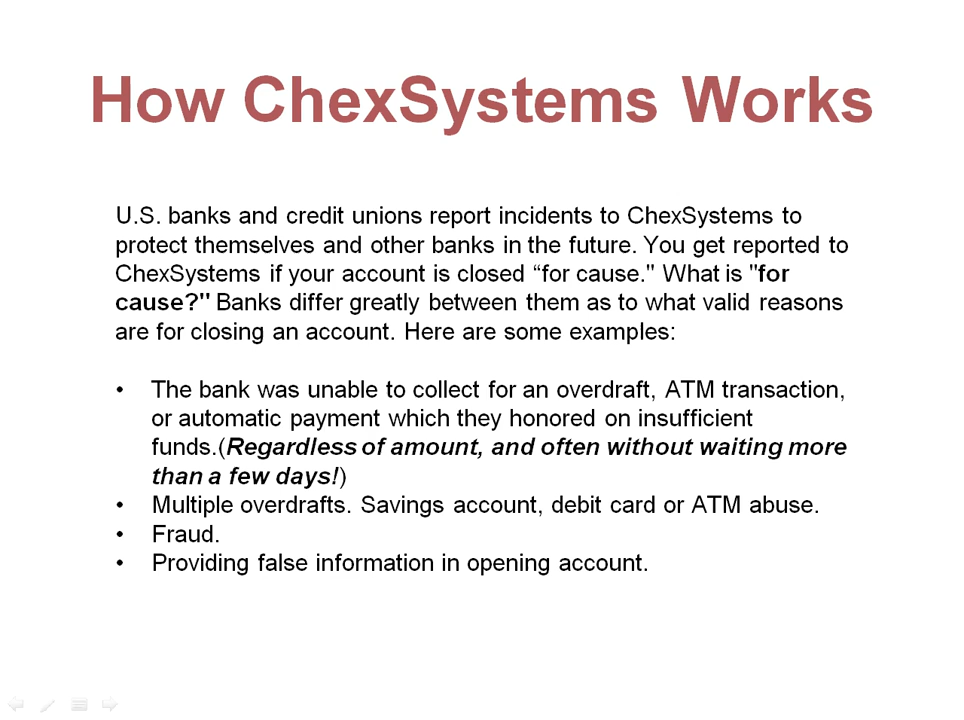 How ChexSystems Works
U.S. banks and credit unions report incidents to ChexSystems to
protect themselves and other banks in the future. You get reported to
ChexSystems if your account is closed “for cause." What is "for
cause?" Banks differ greatly between them as to what valid reasons
are for closing an account. Here are some examples:
• The bank was unable to collect for an overdraft, ATM transaction,
or automatic payment which they honored on insufficient
funds.(Regardless of amount, and often without waiting more
than a few days!)
• Multiple overdrafts. Savings account, debit card or ATM abuse.
• Fraud.
• Providing false information in opening account.